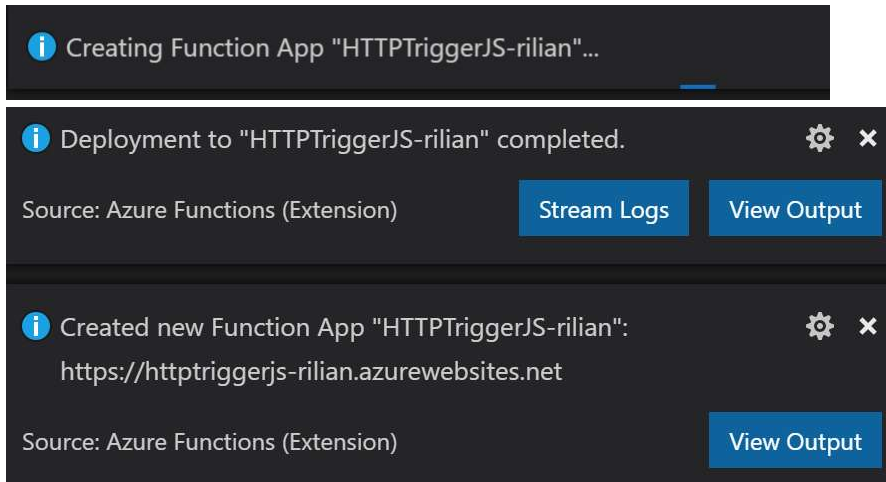 Creating Function App "HTTPTriggerJS-rilian"...
Deployment to "HTTPTriggerJS-rilian" completed.
Source: Azure Functions (Extension)
Stream Logs
View Output
Created new Function App "HTTPTriggerJS-rilian":
https://httptriggerjs-rilian.azurewebsites.net
Source: Azure Functions (Extension)
View Output